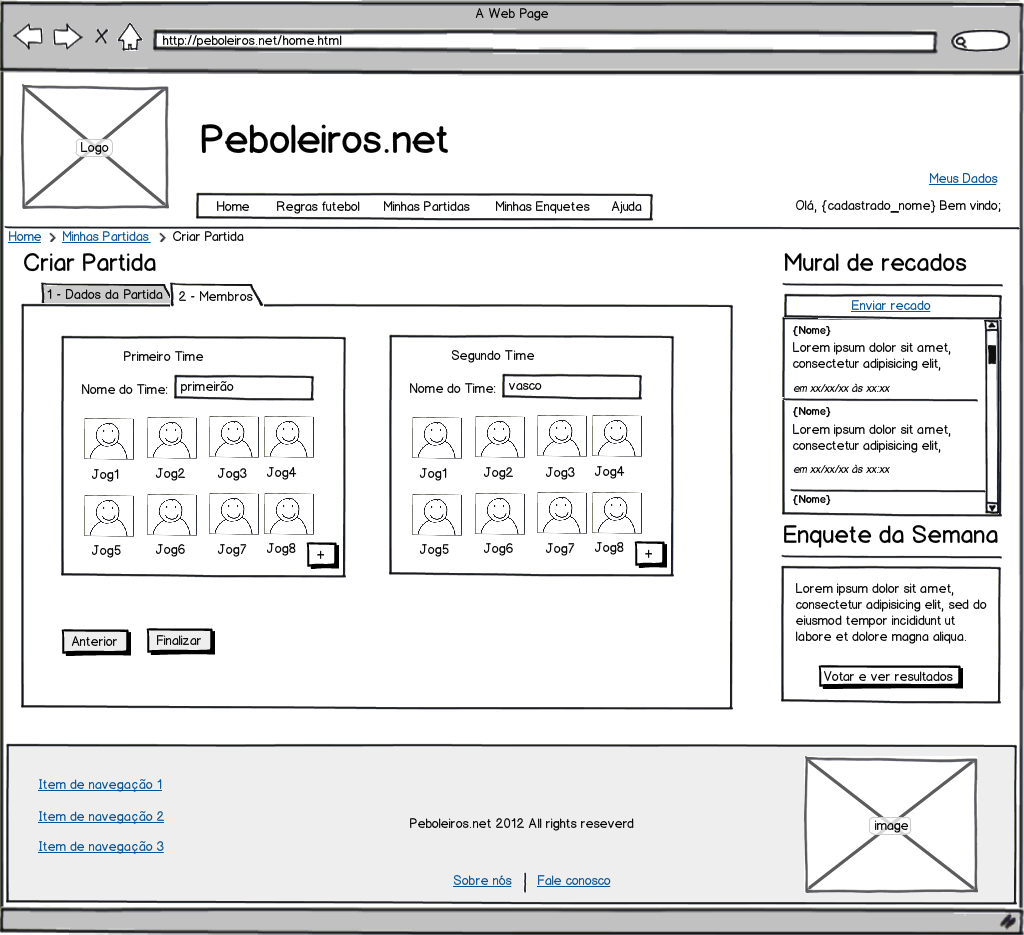 A Web Page
http://peboleiros.net/home.html
Logo
Peboleiros.net
Meus Dados
Home Regras futebol Minhas Partidas Minhas Enquetes Ajuda
Olá, {cadastrado_nome} Bem vindo;
Home > Minhas Partidas > Criar Partida
Criar Partida
1 - Dados da Partida
2 - Membros
Primeiro Time
Nome do Time: primeirão
Jog1 Jog2 Jog3 Jog4
Jog5 Jog6 Jog7 Jog8
+
Segundo Time
Nome do Time: vasco
Jog1 Jog2 Jog3 Jog4
Jog5 Jog6 Jog7 Jog8
+
Anterior Finalizar
Mural de recados
Enviar recado
{Nome}
Lorem ipsum dolor sit amet,
consectetur adipisicing elit,
em xx/xx/xx às xx:xx
{Nome}
Lorem ipsum dolor sit amet,
consectetur adipisicing elit,
em xx/xx/xx às xx:xx
{Nome}
Enquete da Semana
Lorem ipsum dolor sit amet,
consectetur adipisicing elit, sed do
eiusmod tempor incididunt ut
labore et dolore magna aliqua.
Votar e ver resultados
Item de navegação 1
Item de navegação 2
Item de navegação 3
Peboleiros.net 2012 All rights reseverd
Sobre nós | Fale conosco
image